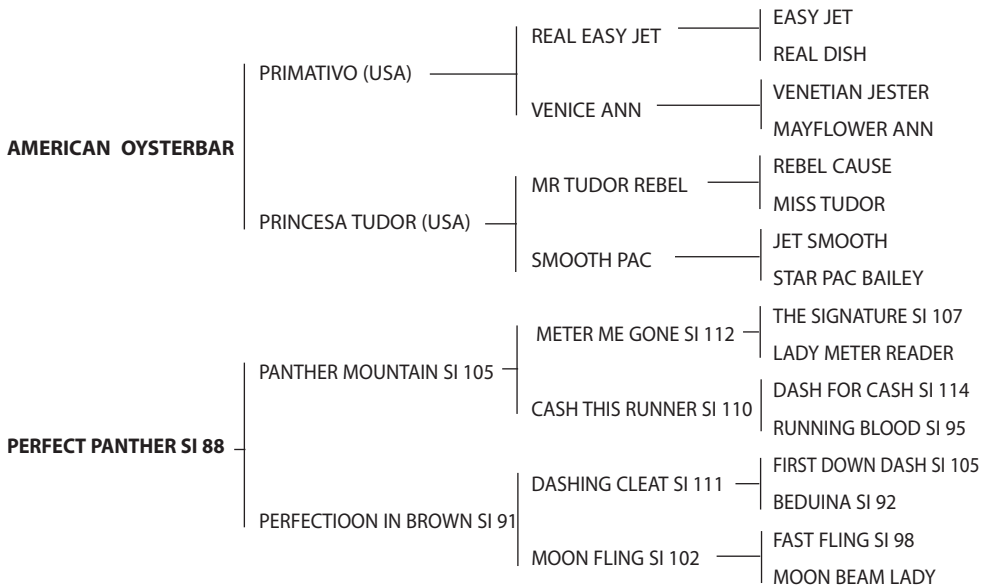 EASY JET
REAL EASY JET
REAL DISH
PRIMATIVO (USA)
VENETIAN JESTER
VENICE ANN
MAYFLOWER ANN
AMERICAN OYSTERBAR
REBEL CAUSE
MR TUDOR REBEL
MISS TUDOR
PRINCESA TUDOR (USA)
JET SMOOTH
SMOOTH PAC
STAR PAC BAILEY
THE SIGNATURE SI 107
METER ME GONE SI 112
LADY METER READER
PANTHER MOUNTAIN SI 105
DASH FOR CASH SI 114
CASH THIS RUNNER SI 110
RUNNING BLOOD SI 95
PERFECT PANTHER SI 88
FIRST DOWN DASH SI 105
DASHING CLEAT SI 111
BEDUINA SI 92
PERFECTIOON IN BROWN SI 91
FAST FLING SI 98
MOON FLING SI 102
MOON BEAM LADY